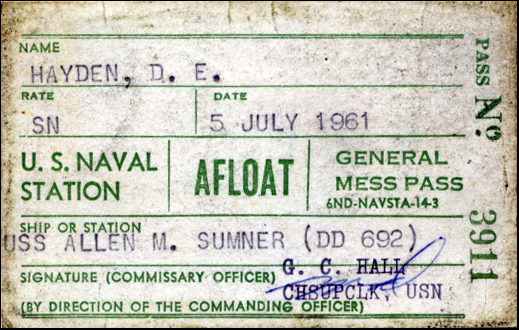 NAME
HAYDEN, D. E.
RATE
DATE
SN
5 JULY 1961
U. S. NAVAL
STATION
AFLOAT
GENERAL
MESS PASS
6ND-NAVSTA-14-3
SHIP OR STATION
USS ALLEN M. SUMNER (DD 692)
SIGNATURE (COMMISSARY OFFICER)
G. C. HALL
CHSUPCLK, USN
(BY DIRECTION OF THE COMMANDING OFFICER)
PASS No. 3911